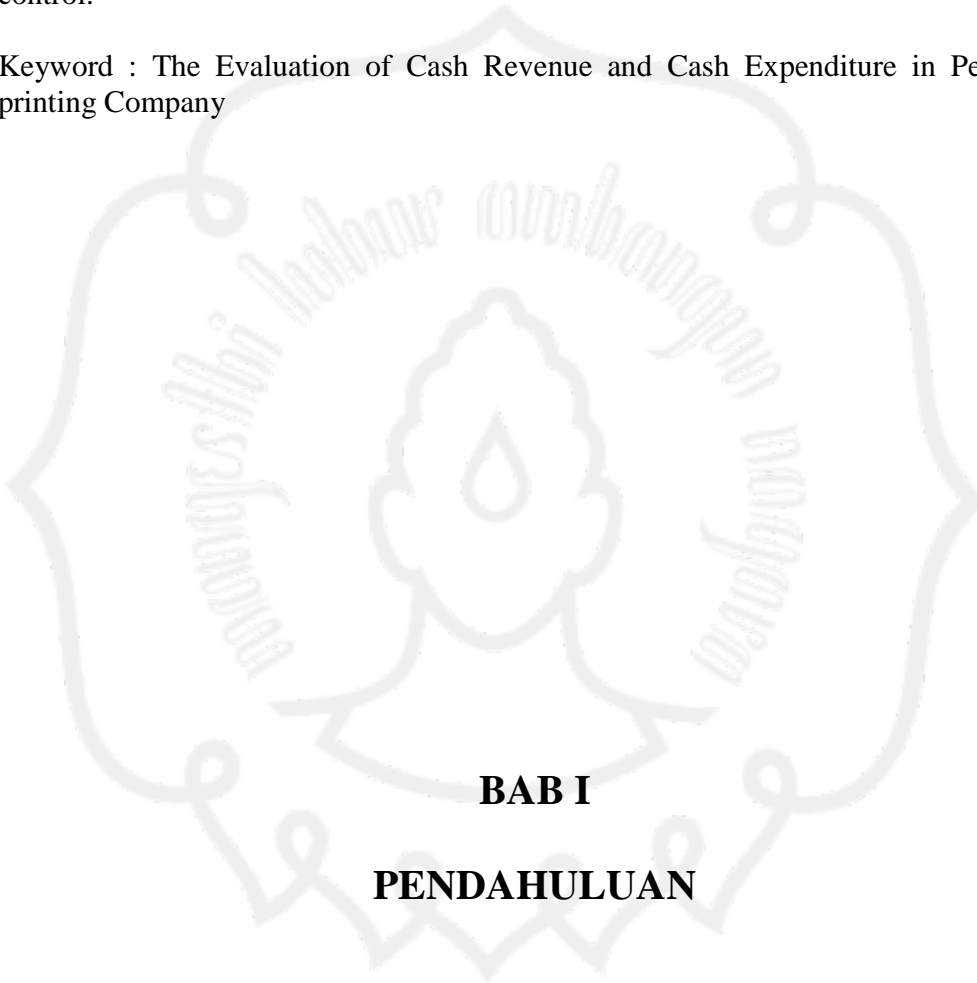 control.
Keyword : The Evaluation of Cash Revenue and Cash Expenditure in Pe
printing Company
BAB I
PENDAHULUAN